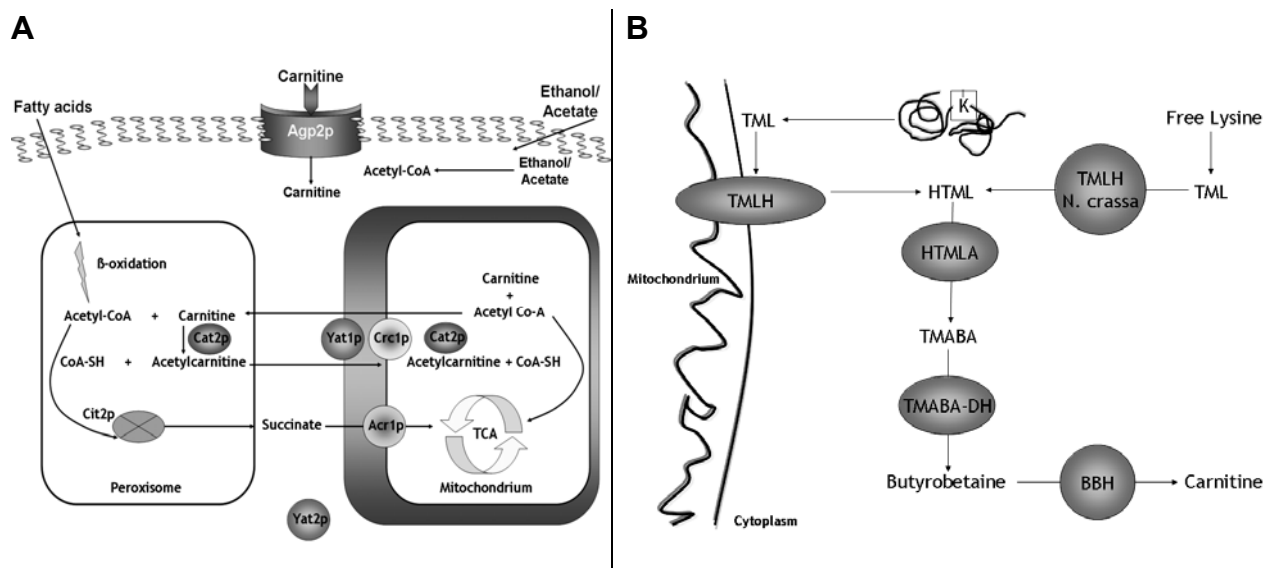 A
Carnitine
Fatty acids
Ethanol/
Acetate
Agp2p
Acetyl-CoA
Ethanol/
Acetate
Carnitine
ß-oxidation
Carnitine
+
Acetyl Co-A
Acetyl-CoA + Carnitine
Cat2p
Yat1p
Crc1p
Cat2p
CoA-SH + Acetylcarnitine
Acetylcarnitine + CoA-SH
Cit2p
Succinate
Acr1p
TCA
Peroxisome
Mitochondrium
Yat2p
B
K
TML
Free Lysine
TMLH
HTML
TMLH
N. crassa
TML
HTMLA
Mitochondrium
TMABA
TMABA-DH
Butyrobetaine
BBH
Carnitine
Cytoplasm